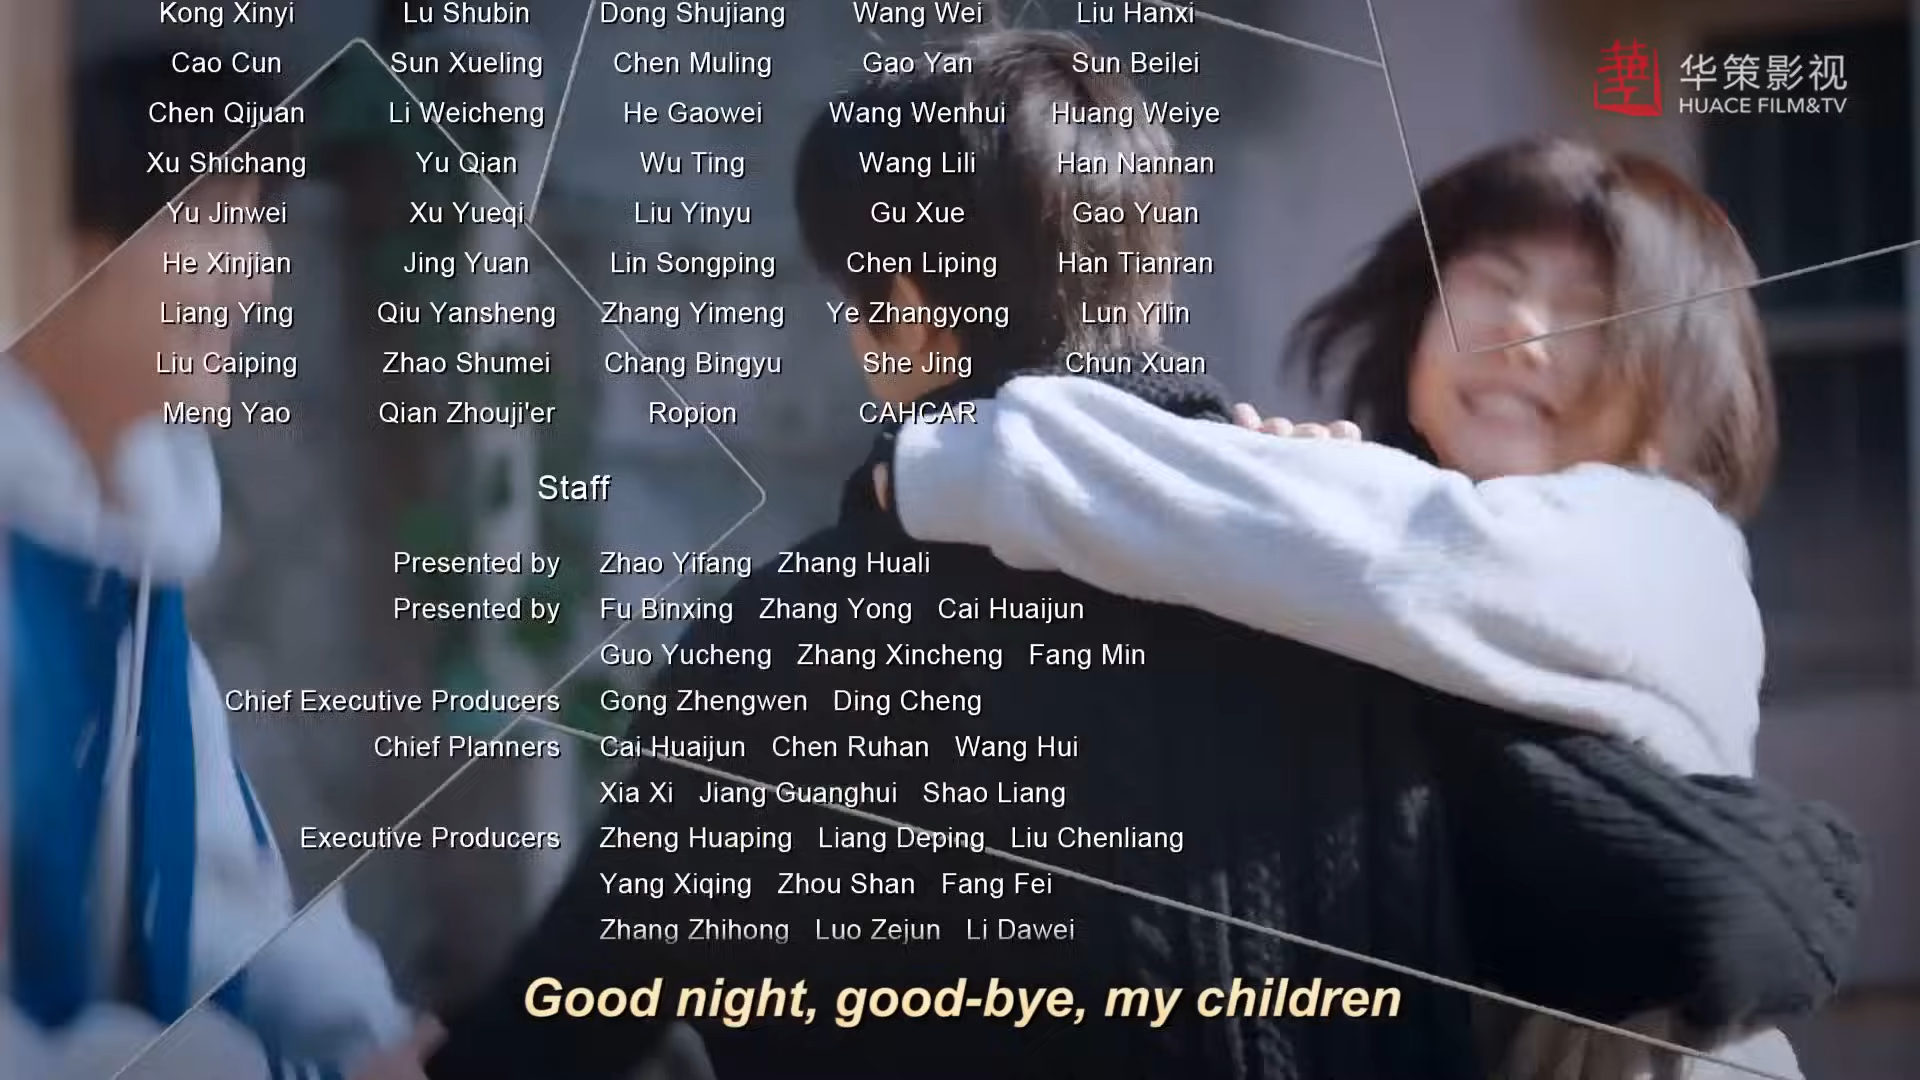 Kong Xinyi Lu Shubin Dong Shujiang Wang Wei Liu Hanxi
Cao Cun Sun Xueling Chen Muling Gao Yan Sun Beilei
華 华策影视
HUACE FILM&TV
Chen Qijuan Li Weicheng He Gaowei Wang Wenhui Huang Weiye
Xu Shichang Yu Qian Wu Ting Wang Lili Han Nannan
Yu Jinwei Xu Yueqi Liu Yinyu Gu Xue Gao Yuan
He Xinjian Jing Yuan Lin Songping Chen Liping Han Tianran
Liang Ying Qiu Yansheng Zhang Yimeng Ye Zhangyong Lun Yilin
Liu Caiping Zhao Shumei Chang Bingyu She Jing Chun Xuan
Meng Yao Qian Zhouji'er Ropion CAHCAR
Staff
Presented by Zhao Yifang Zhang Huali
Presented by Fu Binxing Zhang Yong Cai Huaijun
Guo Yucheng Zhang Xincheng Fang Min
Chief Executive Producers Gong Zhengwen Ding Cheng
Chief Planners Cai Huaijun Chen Ruhan Wang Hui
Xia Xi Jiang Guanghui Shao Liang
Executive Producers Zheng Huaping Liang Deping Liu Chenliang
Yang Xiqing Zhou Shan Fang Fei
Zhang Zhihong Luo Zejun Li Dawei
Good night, good-bye, my children